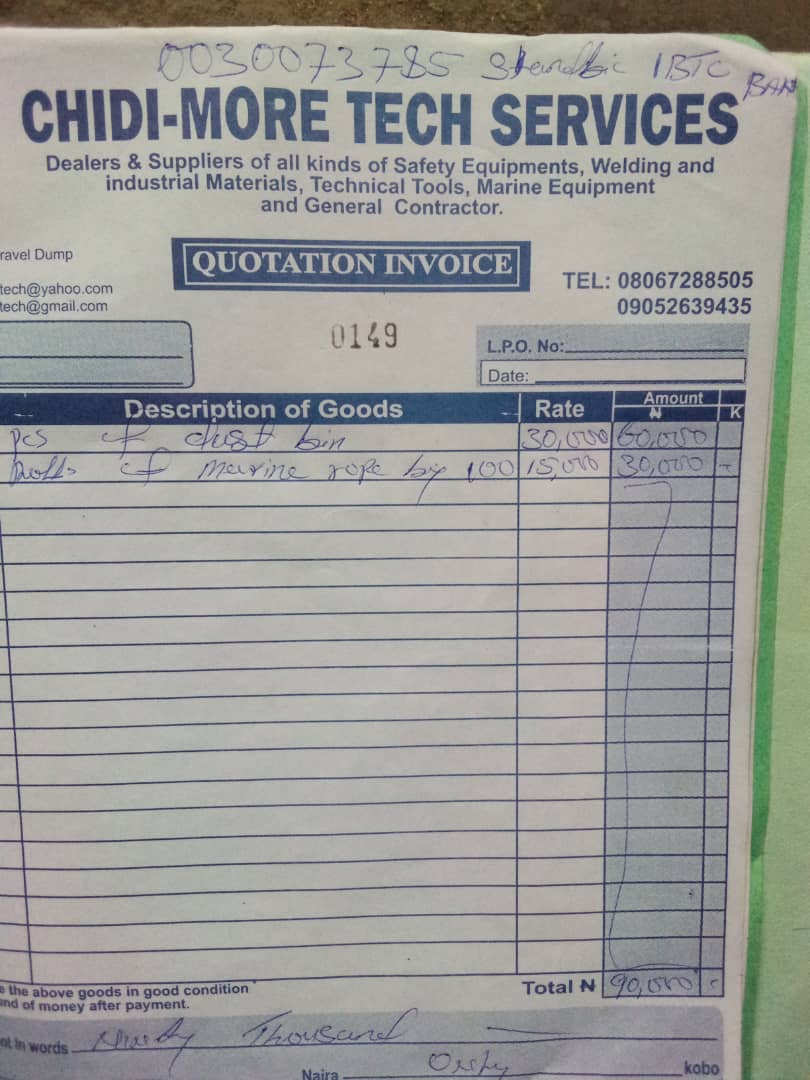 0030073785 Stanbic IBTC BANK
CHIDI-MORE TECH SERVICES
Dealers & Suppliers of all kinds of Safety Equipments, Welding and
industrial Materials, Technical Tools, Marine Equipment
and General Contractor.
ravel Dump
QUOTATION INVOICE
TEL: 08067288505
tech@yahoo.com
09052639435
tech@gmail.com
0149
L.P.O. No:
Date:
Description of Goods Rate Amount
₦ K
pcs of dust bin 30,000 60,000
Rolls of marine rope by 100 15,000 30,000 -
Total ₦ 90,000 -
e the above goods in good condition
und of money after payment.
nt in words Ninety Thousand
Naira Only kobo